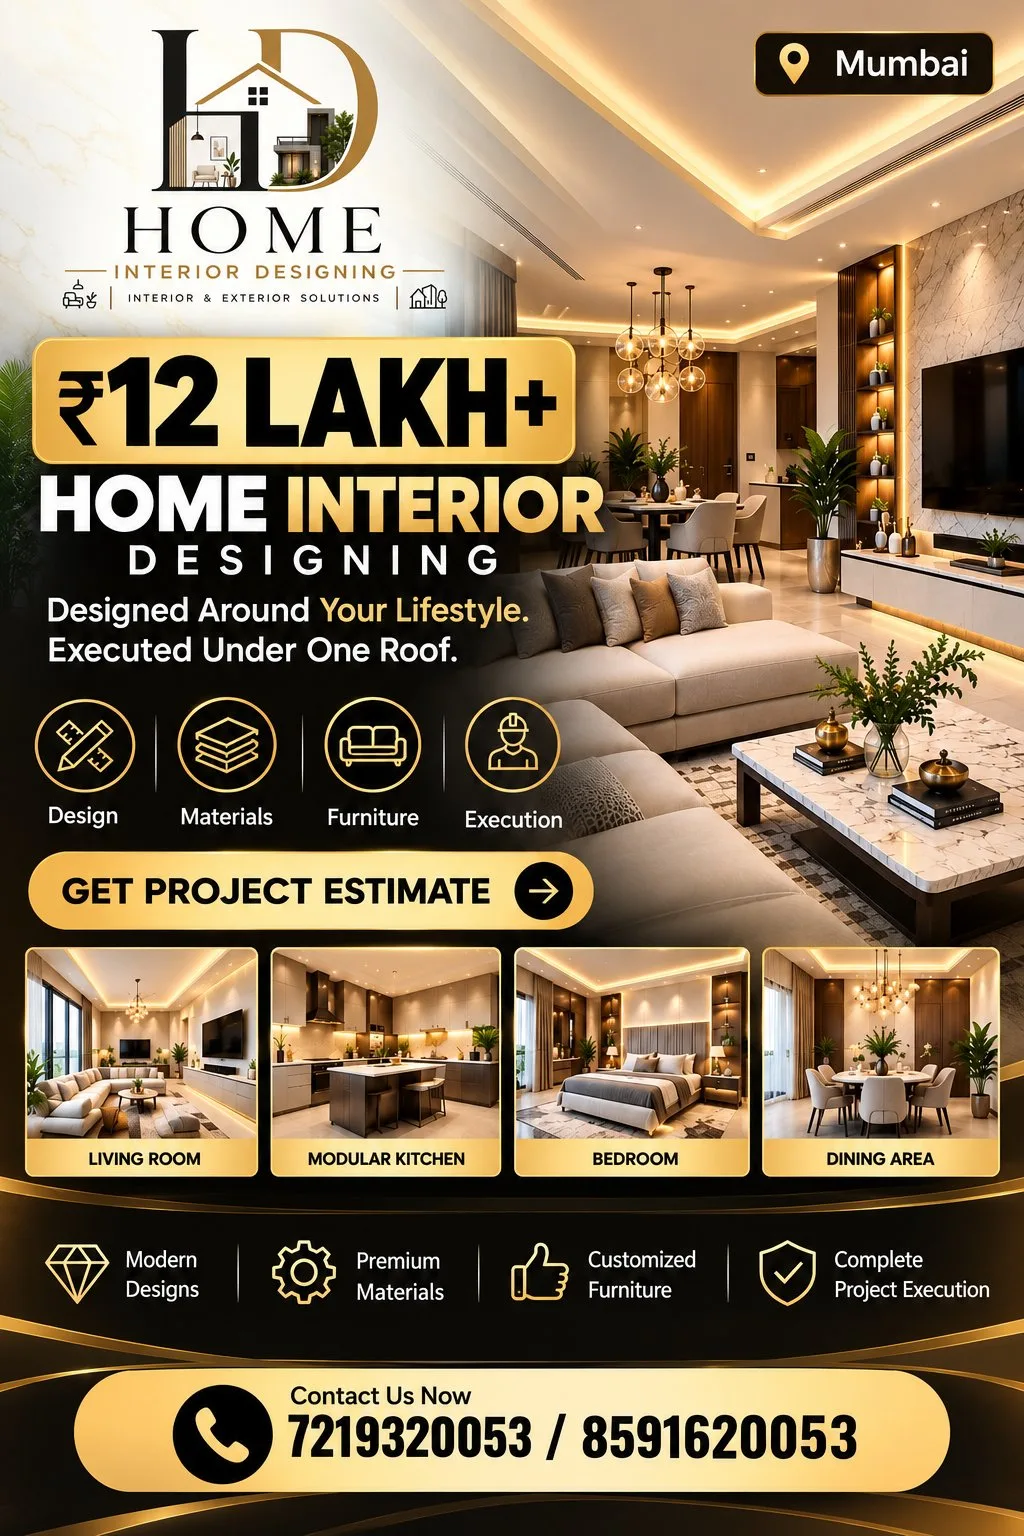 HD
HOME
INTERIOR DESIGNING
INTERIOR & EXTERIOR SOLUTIONS
Mumbai
₹12 LAKH+
HOME INTERIOR
DESIGNING
Designed Around Your Lifestyle.
Executed Under One Roof.
Design
Materials
Furniture
Execution
GET PROJECT ESTIMATE
LIVING ROOM
MODULAR KITCHEN
BEDROOM
DINING AREA
Modern
Designs
Premium
Materials
Customized
Furniture
Complete
Project Execution
Contact Us Now
7219320053 / 8591620053